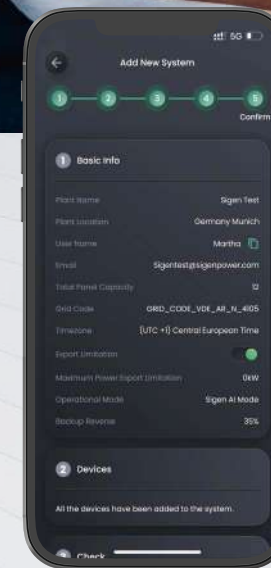 5G
Add New System
1 2 3 4 5
Confirm
1 Basic Info
Plant Name Sigen Test
Plant Location Germany Munich
User Name Martha
Email Sigentest@sigenpower.com
Total Panel Capacity 12
Grid Code GRID_CODE_VDE_AR_N_4105
Timezone (UTC +1) Central European Time
Export Limitation
Maximum Power Export Limitation 0kW
Operational Mode Sigen AI Mode
Backup Reverse 35%
2 Devices
All the devices have been added to the system.
3 Check